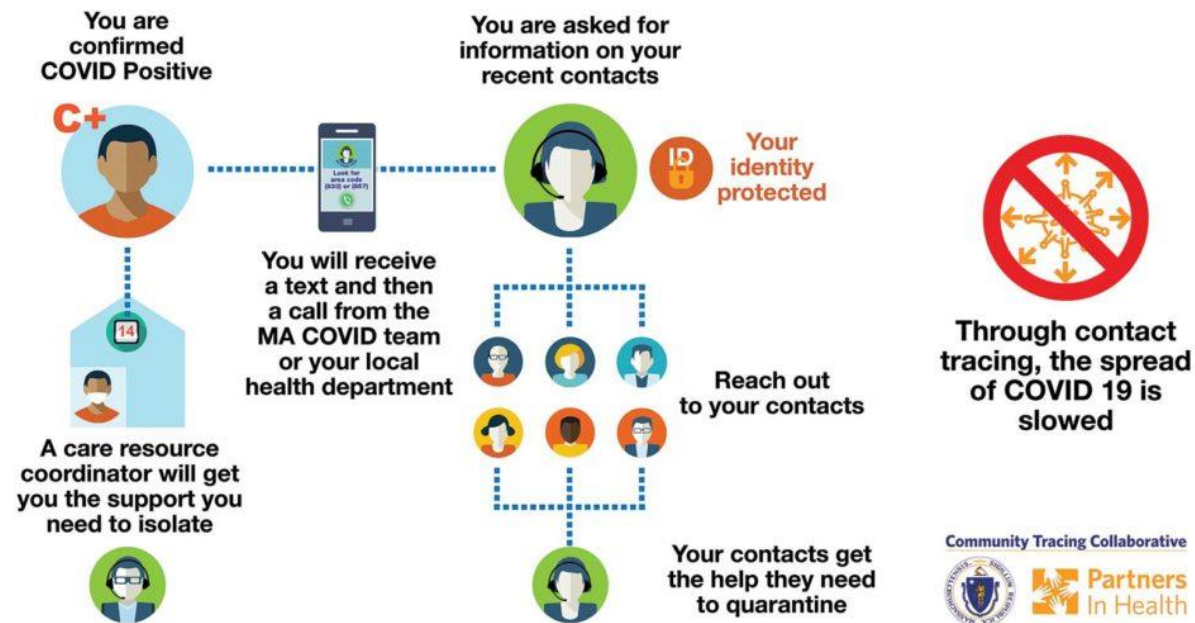 You are
confirmed
COVID Positive
C+
Look for
area code
(833) or (857)
You will receive
a text and then
a call from the
MA COVID team
or your local
health department
You are asked for
information on your
recent contacts
ID
Your
identity
protected
14
A care resource
coordinator will get
you the support you
need to isolate
Reach out
to your contacts
Your contacts get
the help they need
to quarantine
Through contact
tracing, the spread
of COVID 19 is
slowed
Community Tracing Collaborative
Partners
In Health